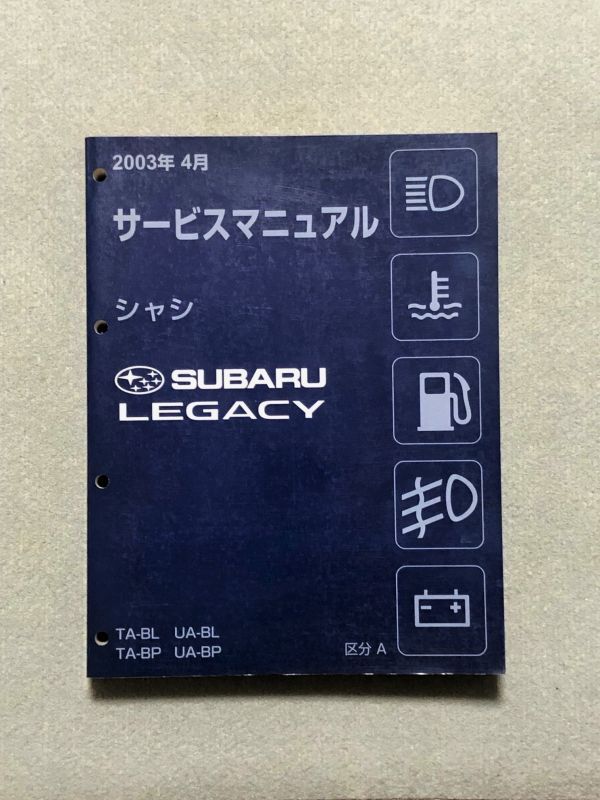 2003年 4月
サービスマニュアル
シャシ
SUBARU
LEGACY
TA-BL UA-BL
TA-BP UA-BP
区分 A